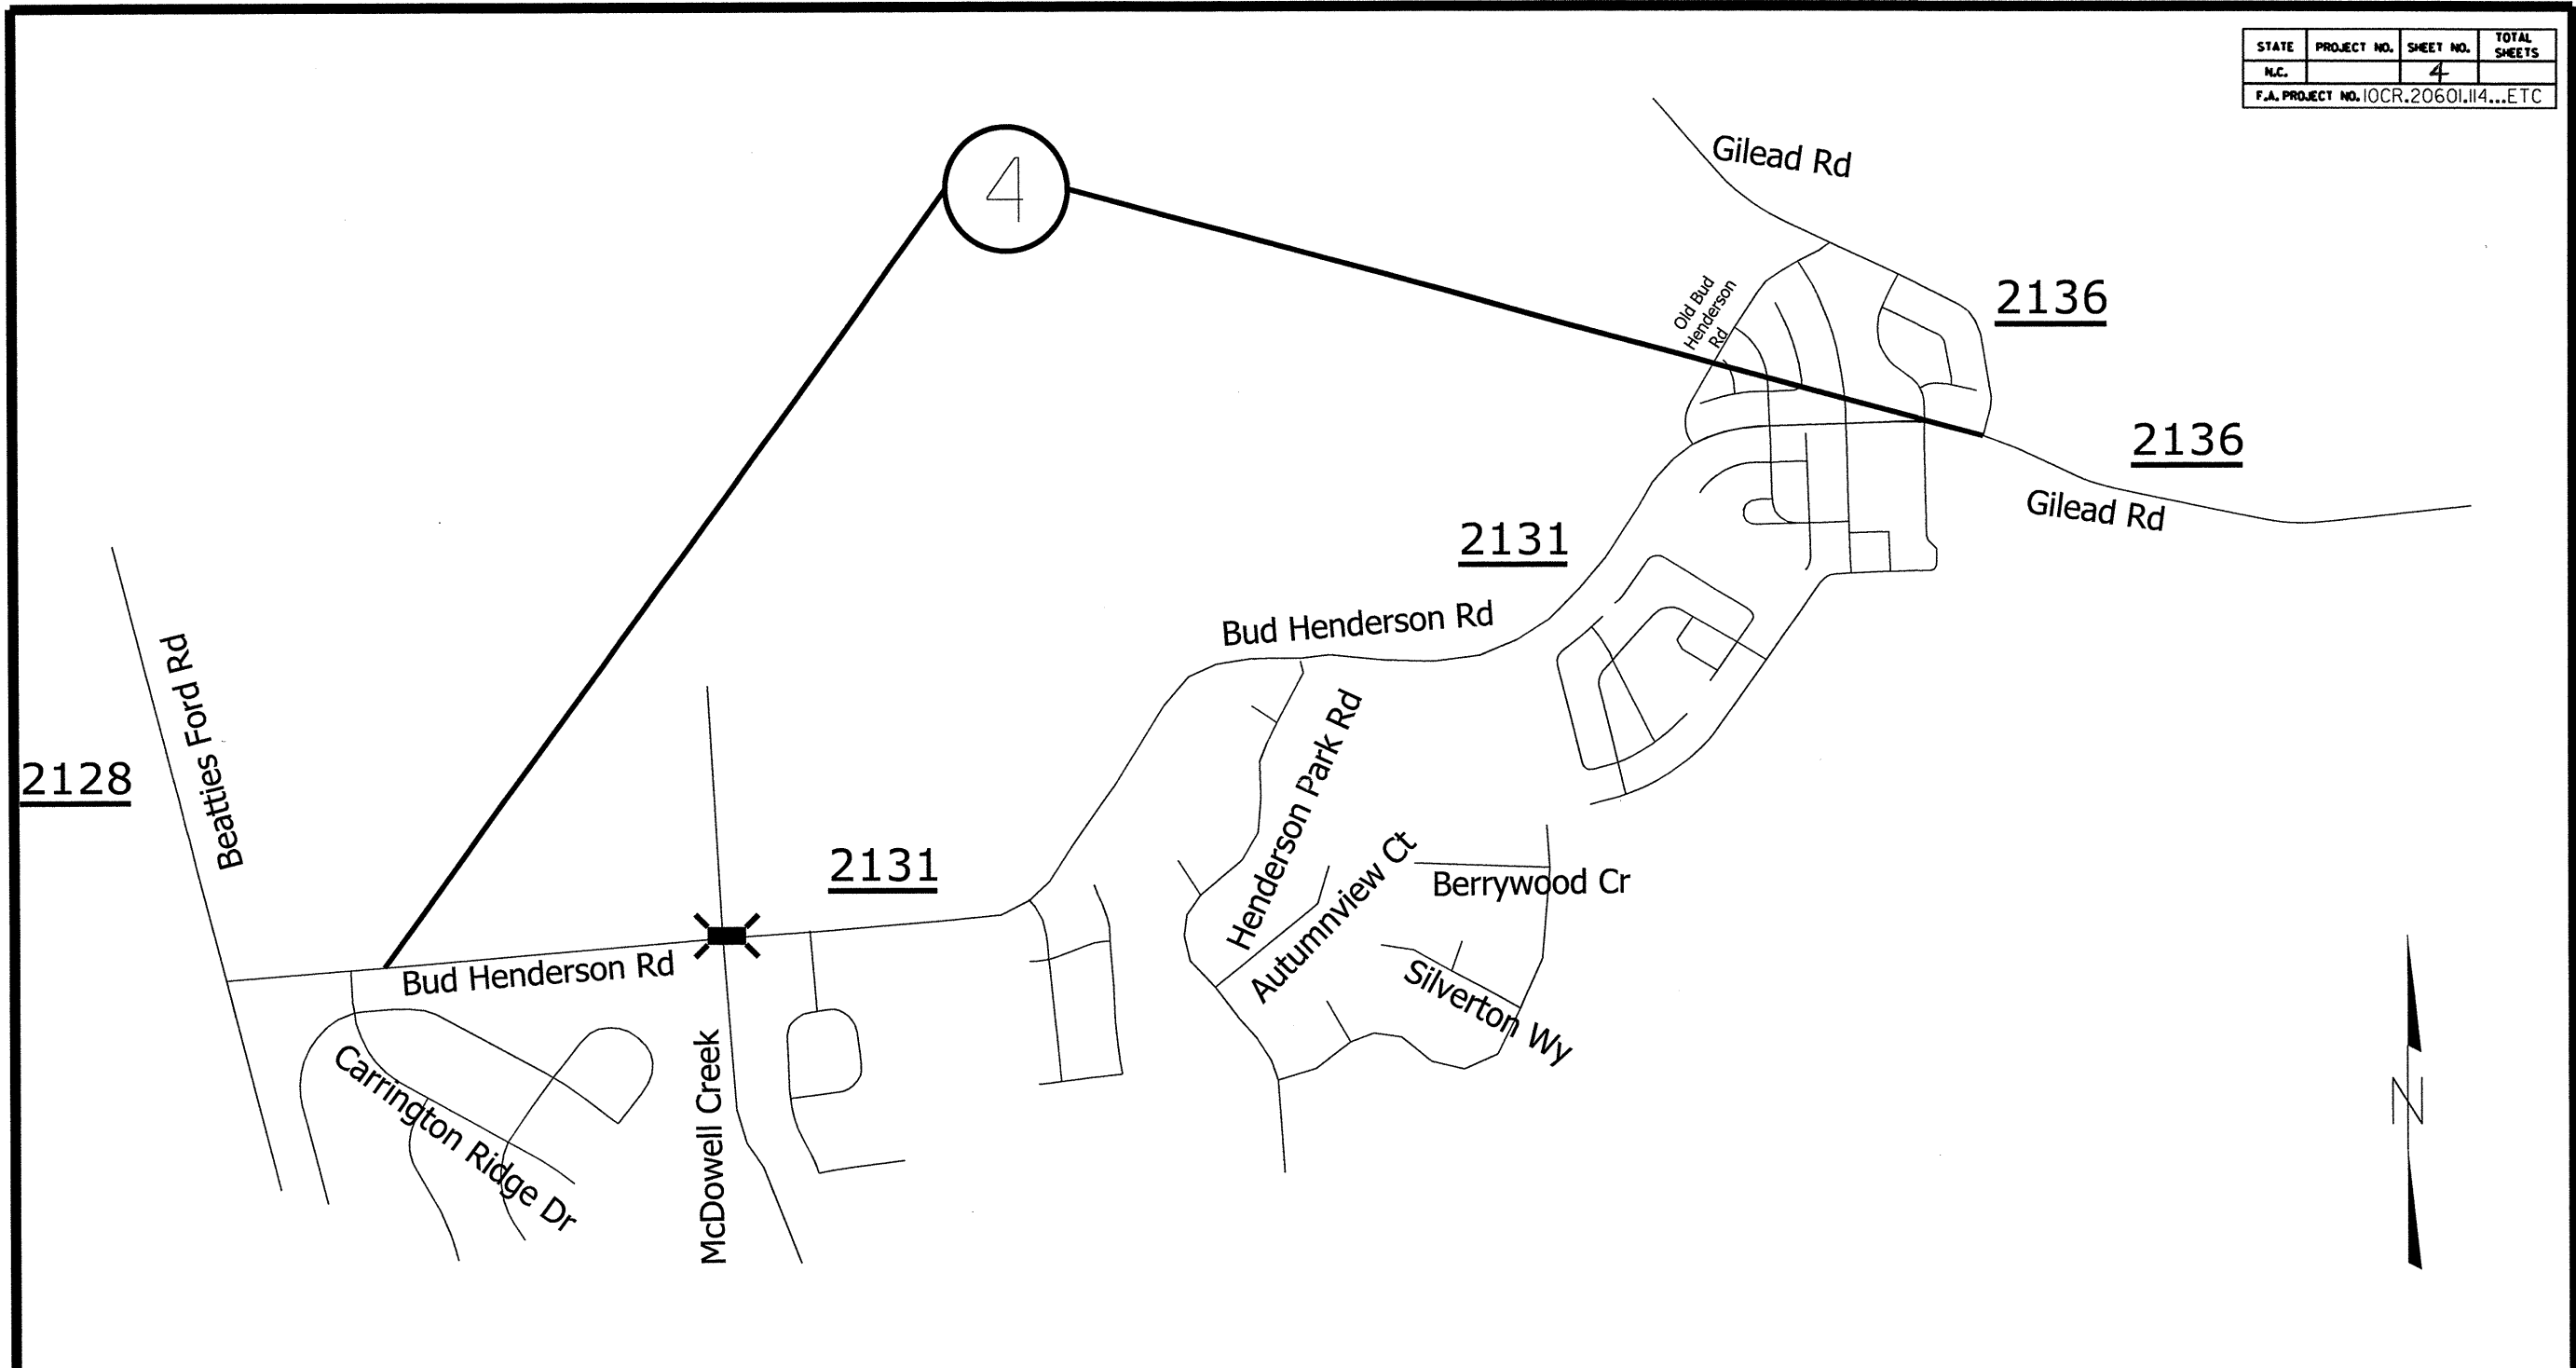 STATE PROJECT NO. SHEET NO. TOTAL SHEETS
N.C. 4
F.A. PROJECT NO. 10CR.20601.114...ETC
4
Gilead Rd
Old Bud
Henderson
Rd
2136
2136
Gilead Rd
2131
Bud Henderson Rd
Beatties Ford Rd
2128
Henderson Park Rd
2131
Autumnview Ct
Berrywood Cr
Bud Henderson Rd
Silverton Wy
Carrington Ridge Dr
McDowell Creek
N